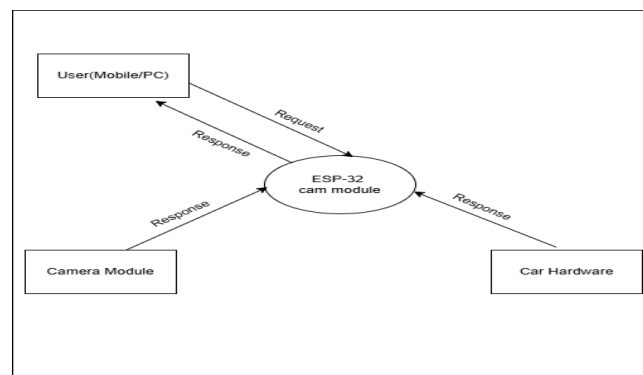 User(Mobile/PC)
Request
Response
ESP-32
cam module
Response
Response
Camera Module
Car Hardware